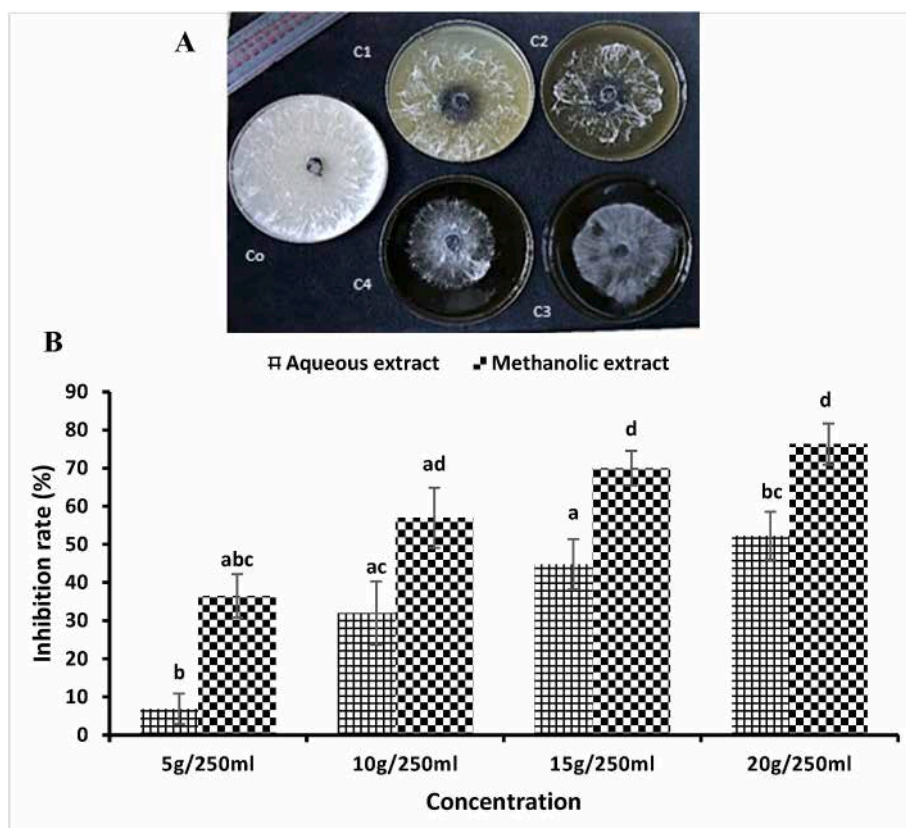 A
C1
C2
Co
C4
C3
B
Aqueous extract Methanolic extract
90
80
70
60
50
40
30
20
10
0
Inhibition rate (%)
b
abc
ac
ad
a
d
bc
d
5g/250ml 10g/250ml 15g/250ml 20g/250ml
Concentration